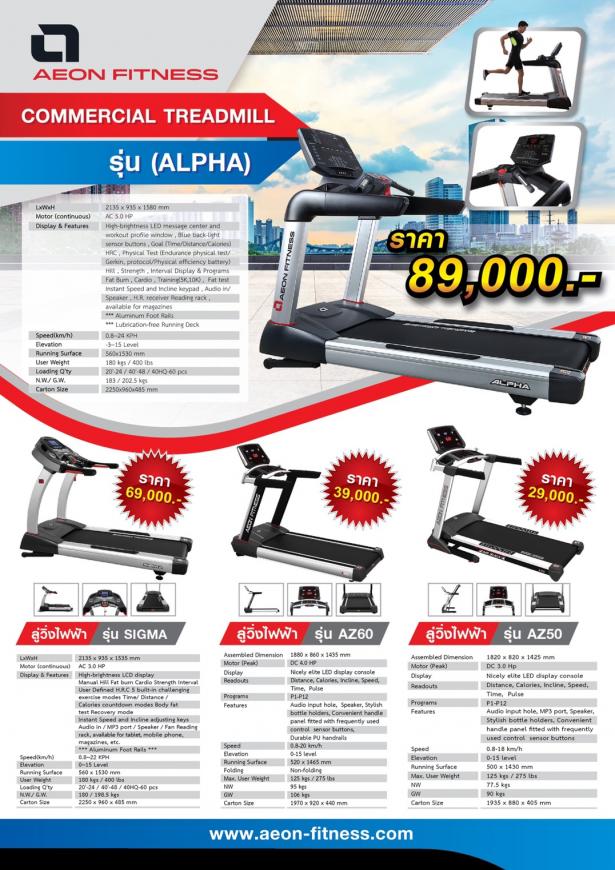 AEON FITNESS
COMMERCIAL TREADMILL
รุ่น (ALPHA)
LxWxH 2135 x 935 x 1580 mm
Motor (continuous) AC 5.0 HP
Display & Features High-brightness LED message center and
workout profile window , Blue back-light
sensor buttons , Goal (Time/Distance/Calories)
HRC , Physical Test (Endurance physical test/
Gerkin, protocol/Physical efficiency battery)
Hill , Strength , Interval Display & Programs
Fat Burn , Cardio , Training(5K,10K) , Fat test
Instant Speed and Incline keypad , Audio in/
Speaker , H.R. receiver Reading rack ,
available for magazines
*** Aluminum Foot Rails
*** Lubrication-free Running Deck
Speed(km/h) 0.8~24 KPH
Elevation -3~15 Level
Running Surface 560x1530 mm
User Weight 180 kgs / 400 lbs
Loading Q'ty 20'-24 / 40'-48 / 40HQ-60 pcs
N.W./ G.W. 183 / 202.5 kgs
Carton Size 2250x960x485 mm
AEON FITNESS
ALPHA
ราคา
89,000.-
ราคา
69,000.-
ราคา
39,000.-
ราคา
29,000.-
AEON FITNESS
AEON FITNESS
ลู่วิ่งไฟฟ้า รุ่น SIGMA
LxWxH 2135 x 935 x 1535 mm
Motor (continuous) AC 3.0 HP
Display & Features High-brightness LCD display
Manual Hill Fat burn Cardio Strength Interval
User Defined H.R.C 5 built-in challenging
exercise modes Time/ Distance /
Calories countdown modes Body fat
test Recovery mode
Instant Speed and Incline adjusting keys
Audio in / MP3 port / Speaker / Fan Reading
rack, available for tablet, mobile phone,
magazines, etc.
*** Aluminum Foot Rails ***
Speed(km/h) 0.8~22 KPH
Elevation 0~15 Level
Running Surface 560 x 1530 mm
User Weight 180 kgs / 400 lbs
Loading Q'ty 20'-24 / 40'-48 / 40HQ-60 pcs
N.W./ G.W. 180 / 198.5 kgs
Carton Size 2250 x 960 x 485 mm
ลู่วิ่งไฟฟ้า รุ่น AZ60
Assembled Dimension 1880 x 860 x 1435 mm
Motor (Peak) DC 4.0 HP
Display Nicely elite LED display console
Readouts Distance, Calories, Incline, Speed,
Time, Pulse
Programs P1-P12
Features Audio input hole, Speaker, Stylish
bottle holders, Convenient handle
panel fitted with frequently used
control sensor buttons,
Durable PU handrails
Speed 0.8-20 km/h
Elevation 0-15 level
Running Surface 520 x 1465 mm
Folding Non-folding
Max. User Weight 125 kgs / 275 lbs
NW 95 kgs
GW 106 kgs
Carton Size 1970 x 920 x 440 mm
ลู่วิ่งไฟฟ้า รุ่น AZ50
Assembled Dimension 1820 x 820 x 1425 mm
Motor (Peak) DC 3.0 Hp
Display Nicely elite LED display console
Readouts Distance, Calories, Incline, Speed,
Time, Pulse
Programs P1-P12
Features Audio input hole, MP3 port, Speaker,
Stylish bottle holders, Convenient
handle panel fitted with frequently
used control sensor buttons
Speed 0.8-18 km/h
Elevation 0-15 level
Running Surface 500 x 1430 mm
Max. User Weight 125 kgs / 275 lbs
NW 77.5 kgs
GW 90 kgs
Carton Size 1935 x 880 x 405 mm
www.aeon-fitness.com